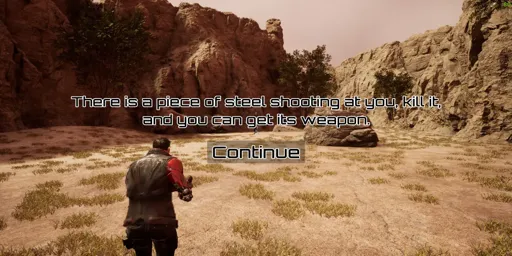 There is a piece of steel shooting at you, kill it,
and you can get its weapon.
Continue